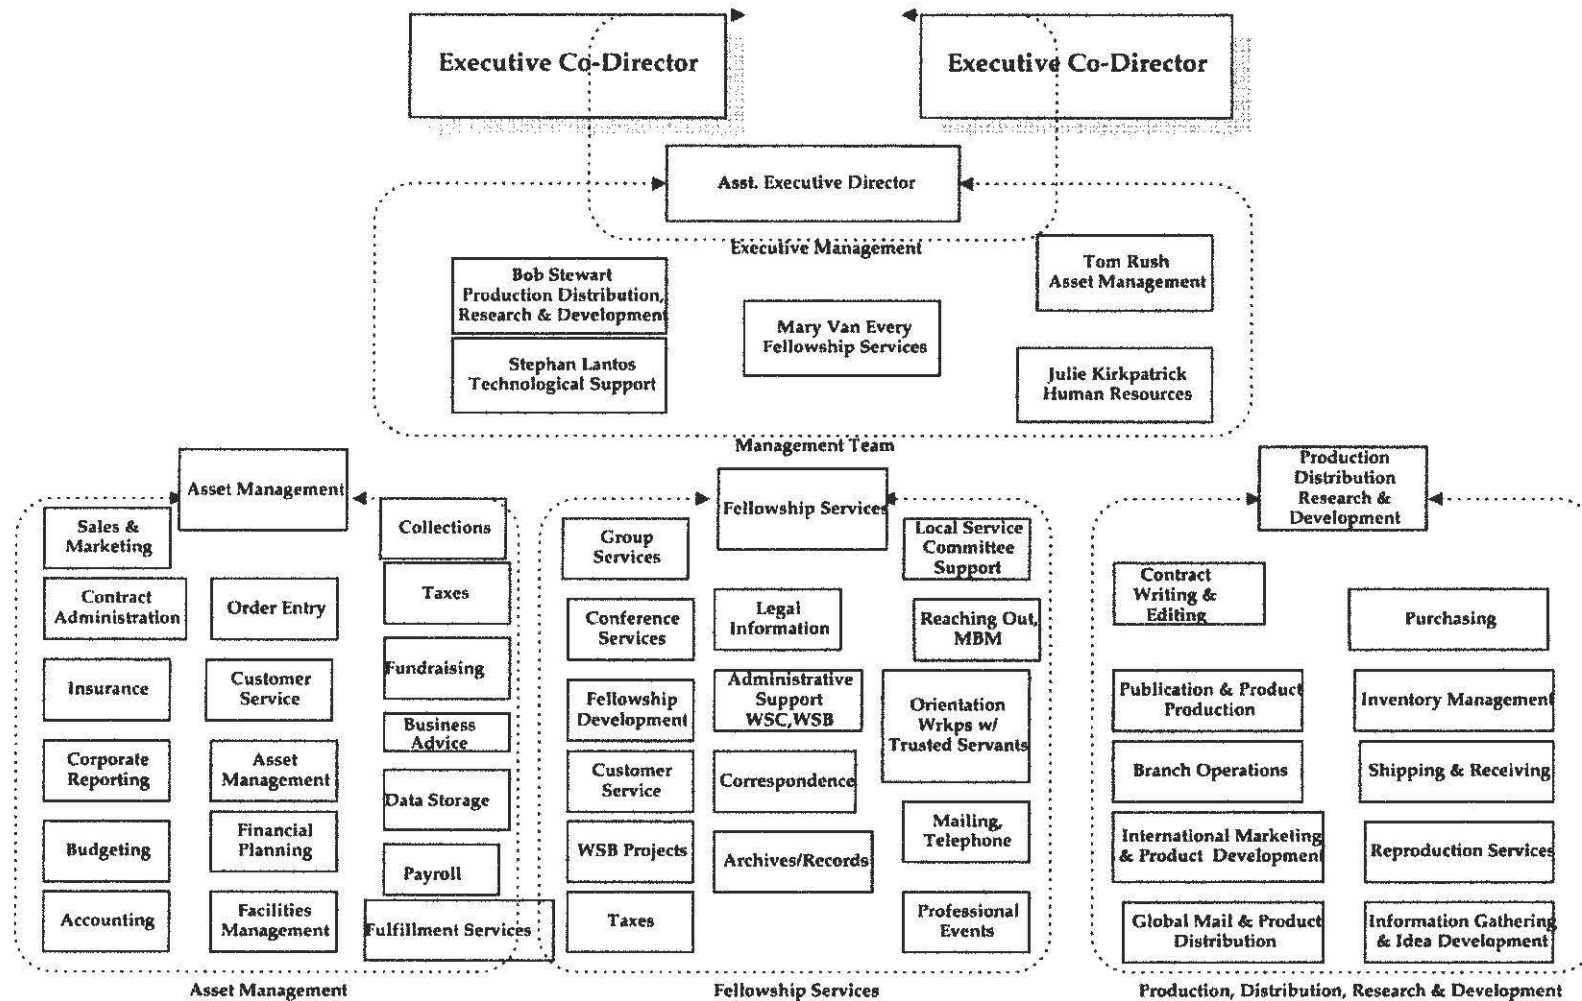 Executive Co-Director
Executive Co-Director
Asst. Executive Director
Executive Management
Bob Stewart
Production Distribution,
Research & Development
Stephan Lantos
Technological Support
Mary Van Every
Fellowship Services
Tom Rush
Asset Management
Julie Kirkpatrick
Human Resources
Management Team
Asset Management
Sales &
Marketing
Contract
Administration
Insurance
Corporate
Reporting
Budgeting
Accounting
Order Entry
Customer
Service
Asset
Management
Financial
Planning
Facilities
Management
Collections
Taxes
Fundraising
Business
Advice
Data Storage
Payroll
Fulfillment Services
Asset Management
Fellowship Services
Group
Services
Conference
Services
Fellowship
Development
Customer
Service
WSB Projects
Taxes
Legal
Information
Administrative
Support
WSC,WSB
Correspondence
Archives/Records
Local Service
Committee
Support
Reaching Out,
MBM
Orientation
Wrkps w/
Trusted Servants
Mailing,
Telephone
Professional
Events
Fellowship Services
Production
Distribution
Research &
Development
Contract
Writing &
Editing
Publication & Product
Production
Branch Operations
International Marketing
& Product Development
Global Mail & Product
Distribution
Purchasing
Inventory Management
Shipping & Receiving
Reproduction Services
Information Gathering
& Idea Development
Production, Distribution, Research & Development